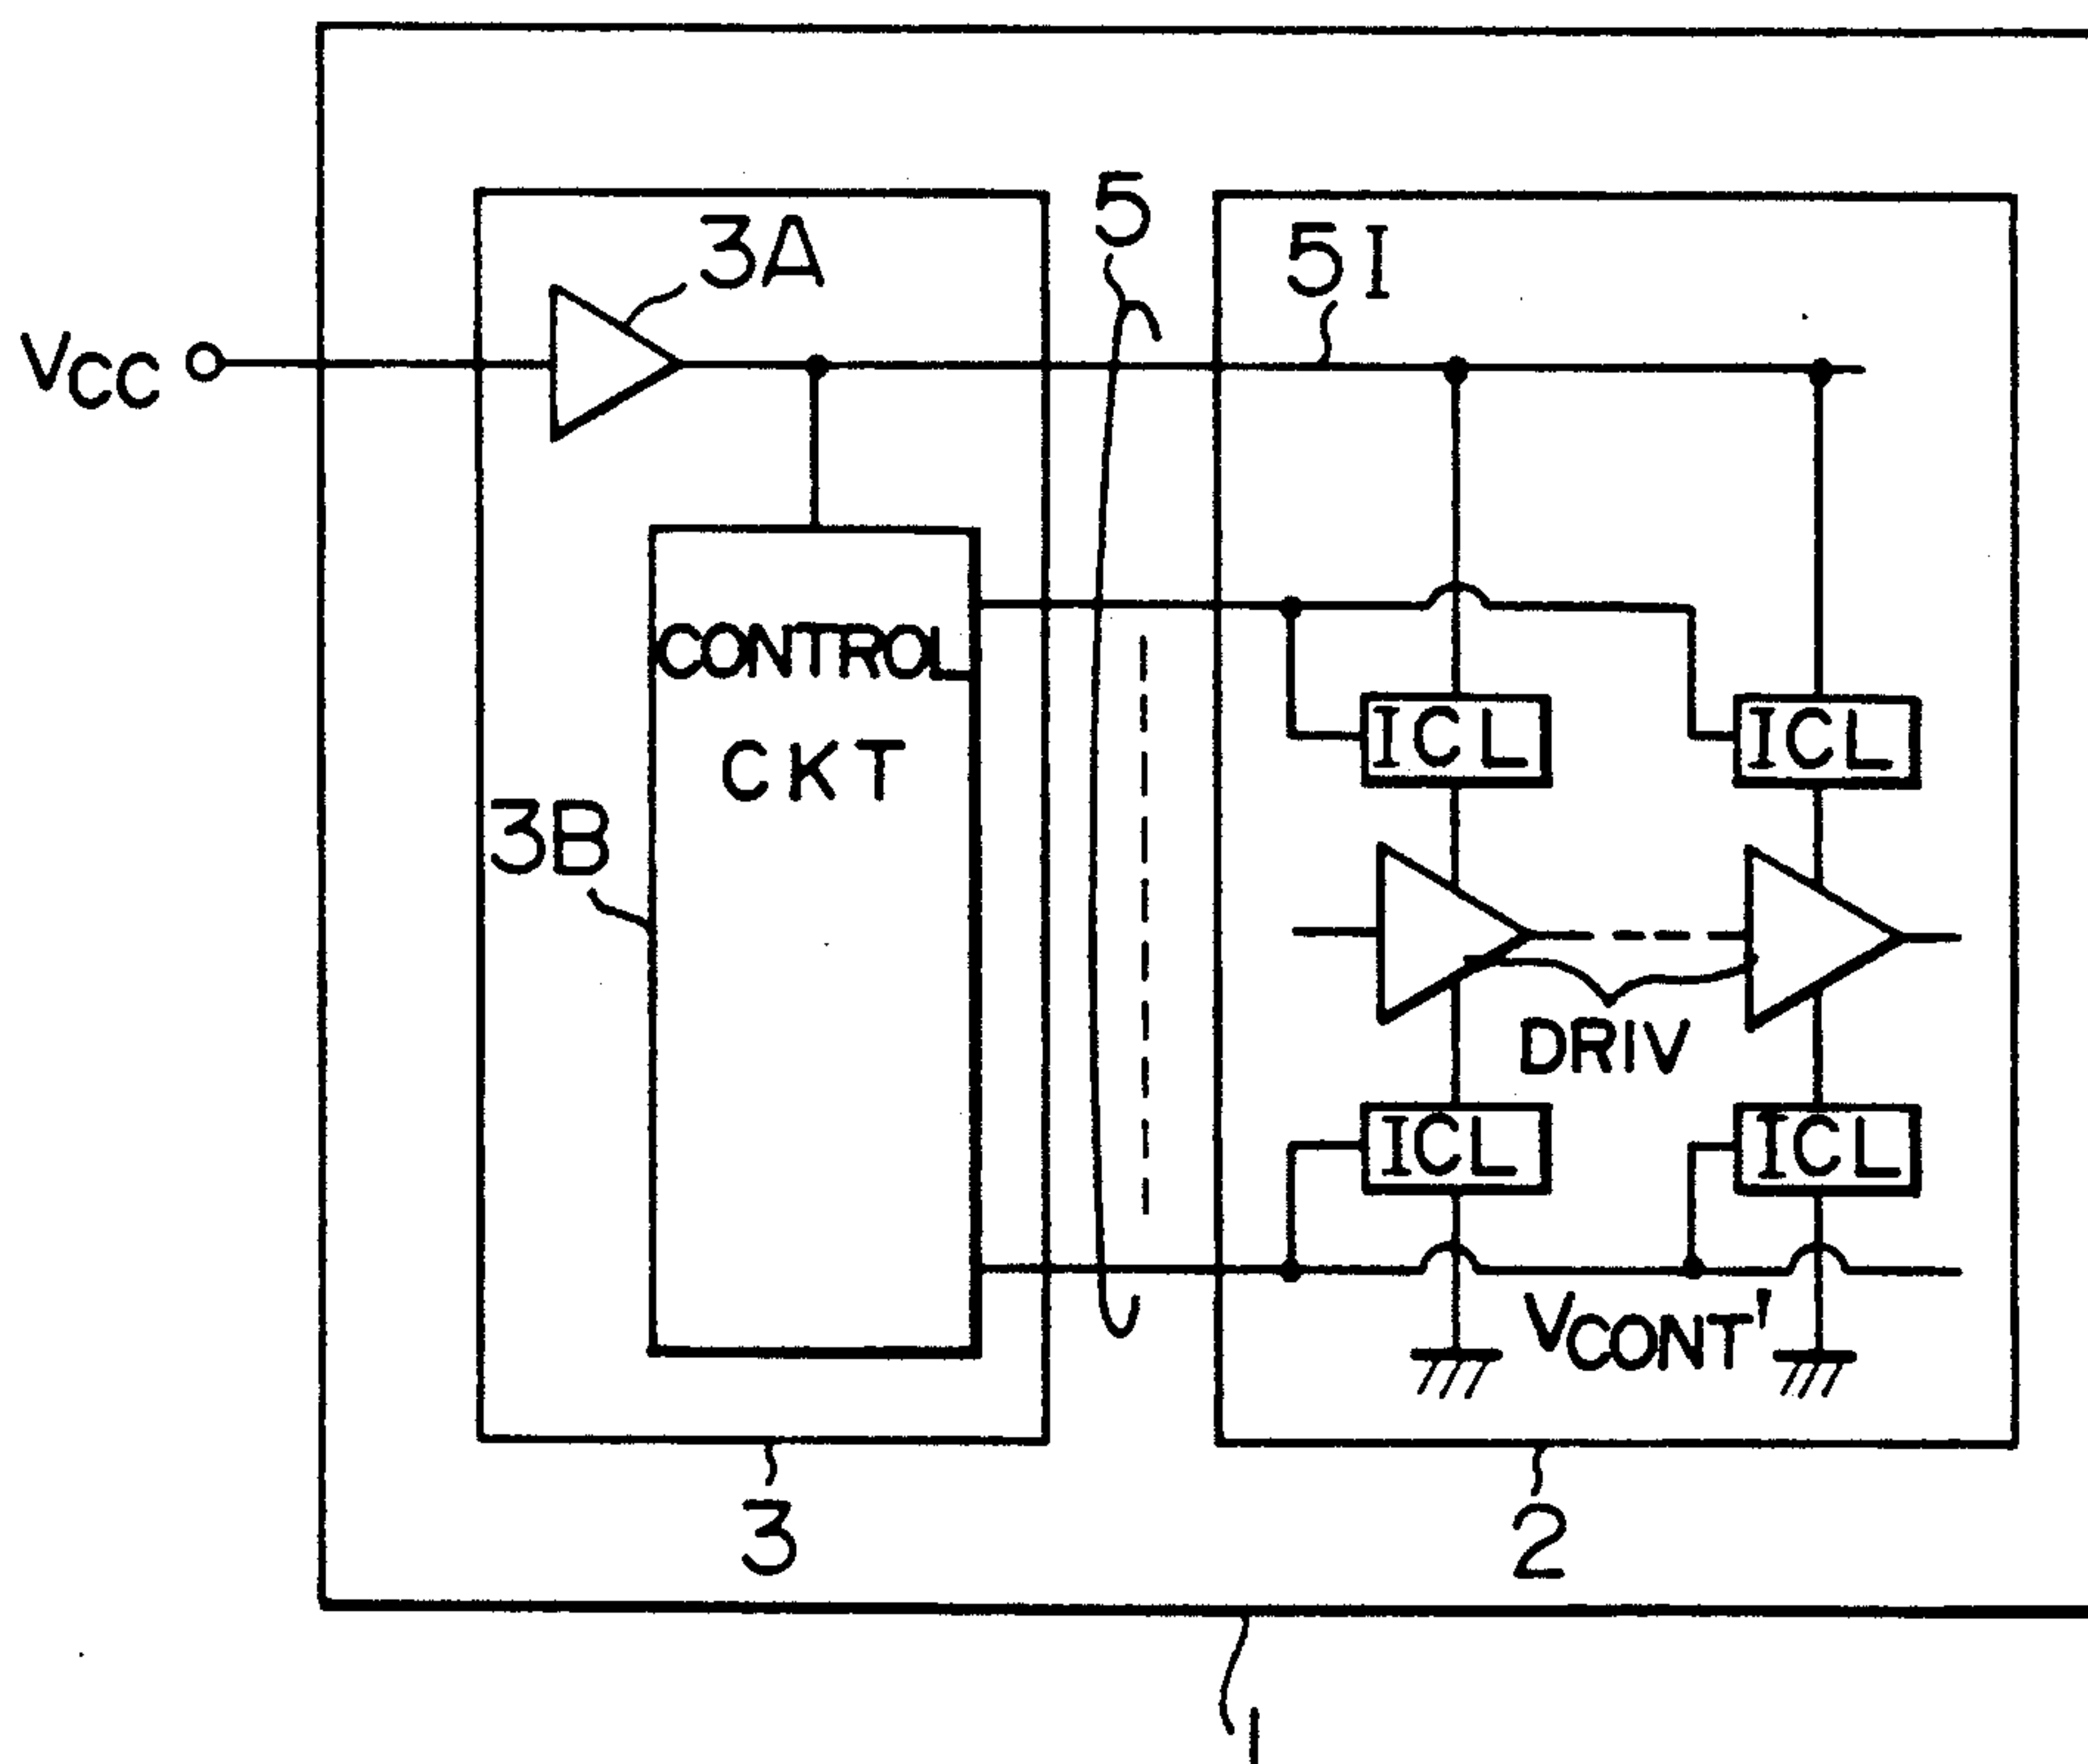 5
3A
5I
VCC
CONTROL
CKT
ICL
ICL
3B
DRIV
ICL
ICL
VCONT'
3
2
1